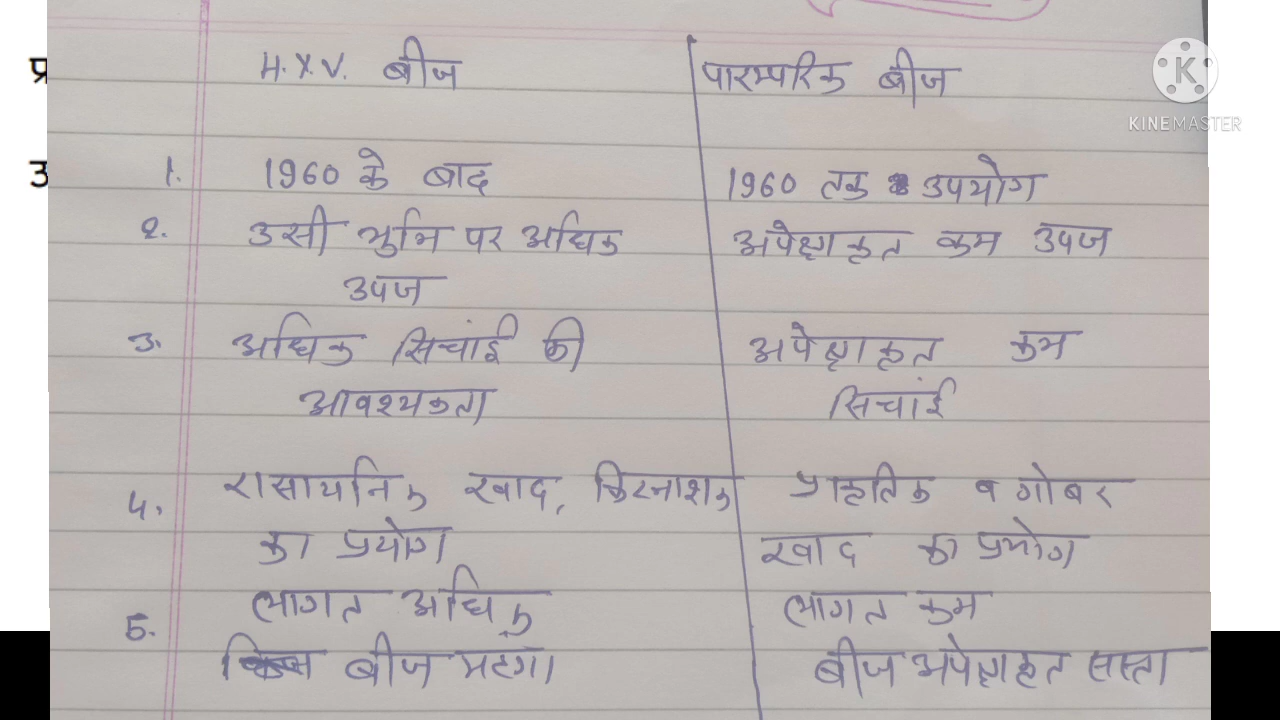 प्र
H.Y.V. बीज पारम्परिक बीज
K
KINEMASTER
उ
1. 1960 के बाद 1960 तक उपयोग
2. उसी भुमि पर अधिक अपेक्षाकृत कम उपज
उपज
3. अधिक सिचांई की अपेक्षाकृत कम
आवश्यकता सिचांई
4. रासायनिक खाद, किटनाशक प्राकृतिक व गोबर
का प्रयोग खाद का प्रयोग
5. लागत अधिक लागत कम
बीज महगा बीज अपेक्षाकृत सस्ता